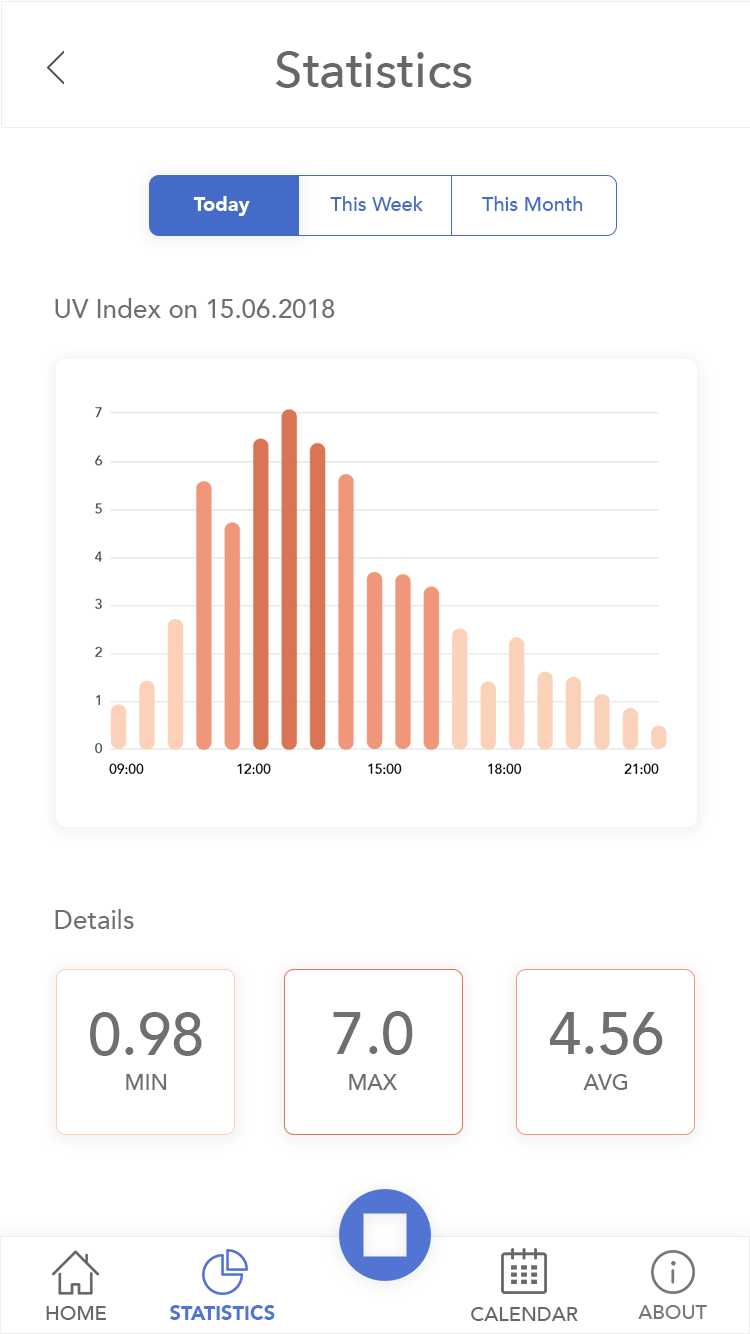 Statistics
Today This Week This Month
UV Index on 15.06.2018
7
6
5
4
3
2
1
0
09:00 12:00 15:00 18:00 21:00
Details
0.98 7.0 4.56
MIN MAX AVG
HOME STATISTICS CALENDAR ABOUT